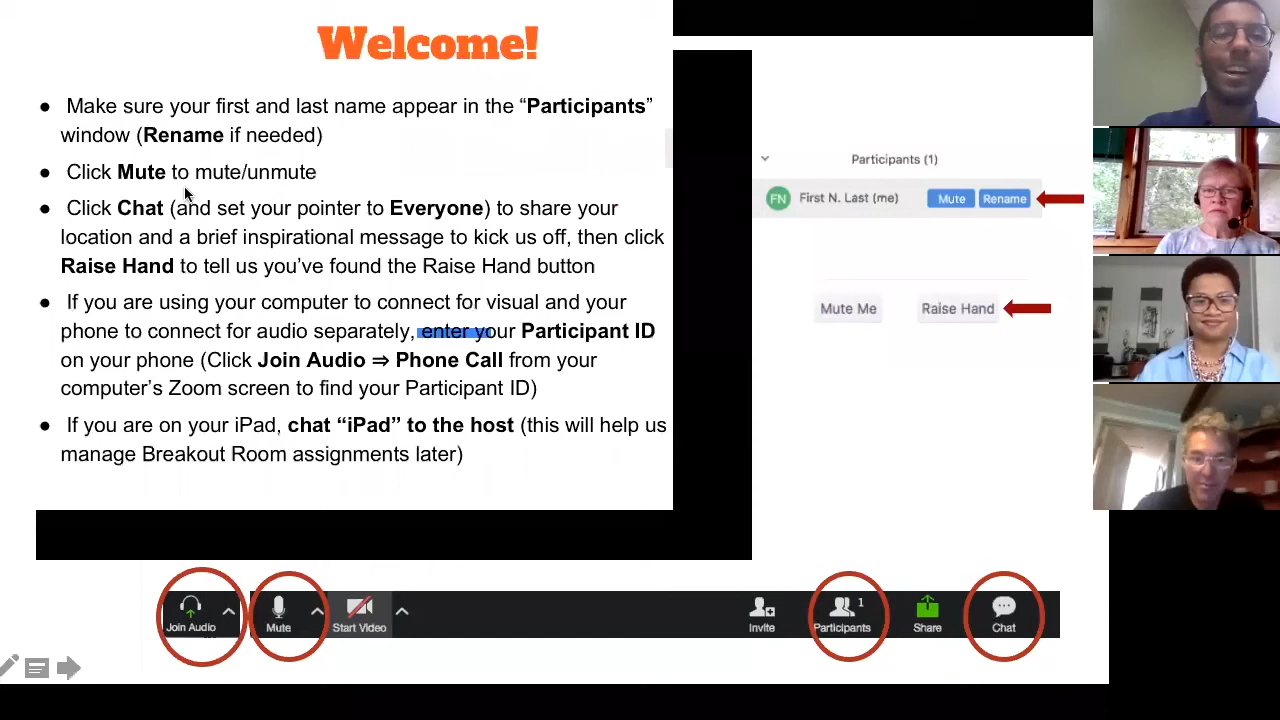 Welcome!
● Make sure your first and last name appear in the “Participants”
window (Rename if needed)
● Click Mute to mute/unmute
● Click Chat (and set your pointer to Everyone) to share your
location and a brief inspirational message to kick us off, then click
Raise Hand to tell us you’ve found the Raise Hand button
● If you are using your computer to connect for visual and your
phone to connect for audio separately, enter your Participant ID
on your phone (Click Join Audio ⇒ Phone Call from your
computer’s Zoom screen to find your Participant ID)
● If you are on your iPad, chat “iPad” to the host (this will help us
manage Breakout Room assignments later)
Participants (1)
FN First N. Last (me) Mute Rename
Mute Me Raise Hand
1
Join Audio Mute Start Video Invite Participants Share Chat